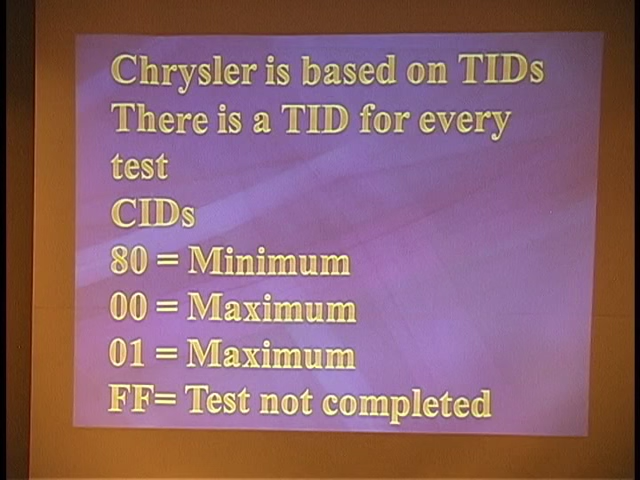 Chrysler is based on TIDs
There is a TID for every
test
CIDs
80 = Minimum
00 = Maximum
01 = Maximum
FF= Test not completed